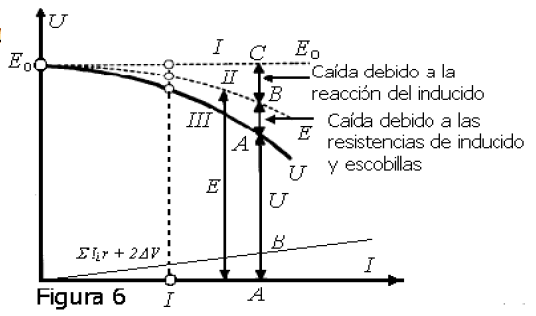 U
I
C
E₀
E₀
II
B
Caída debido a la
reacción del inducido
III
A
E
Caída debido a las
resistencias de inducido
y escobillas
U
E
U
Σ Iᵢr + 2ΔV
B
I
Figura 6
I
A